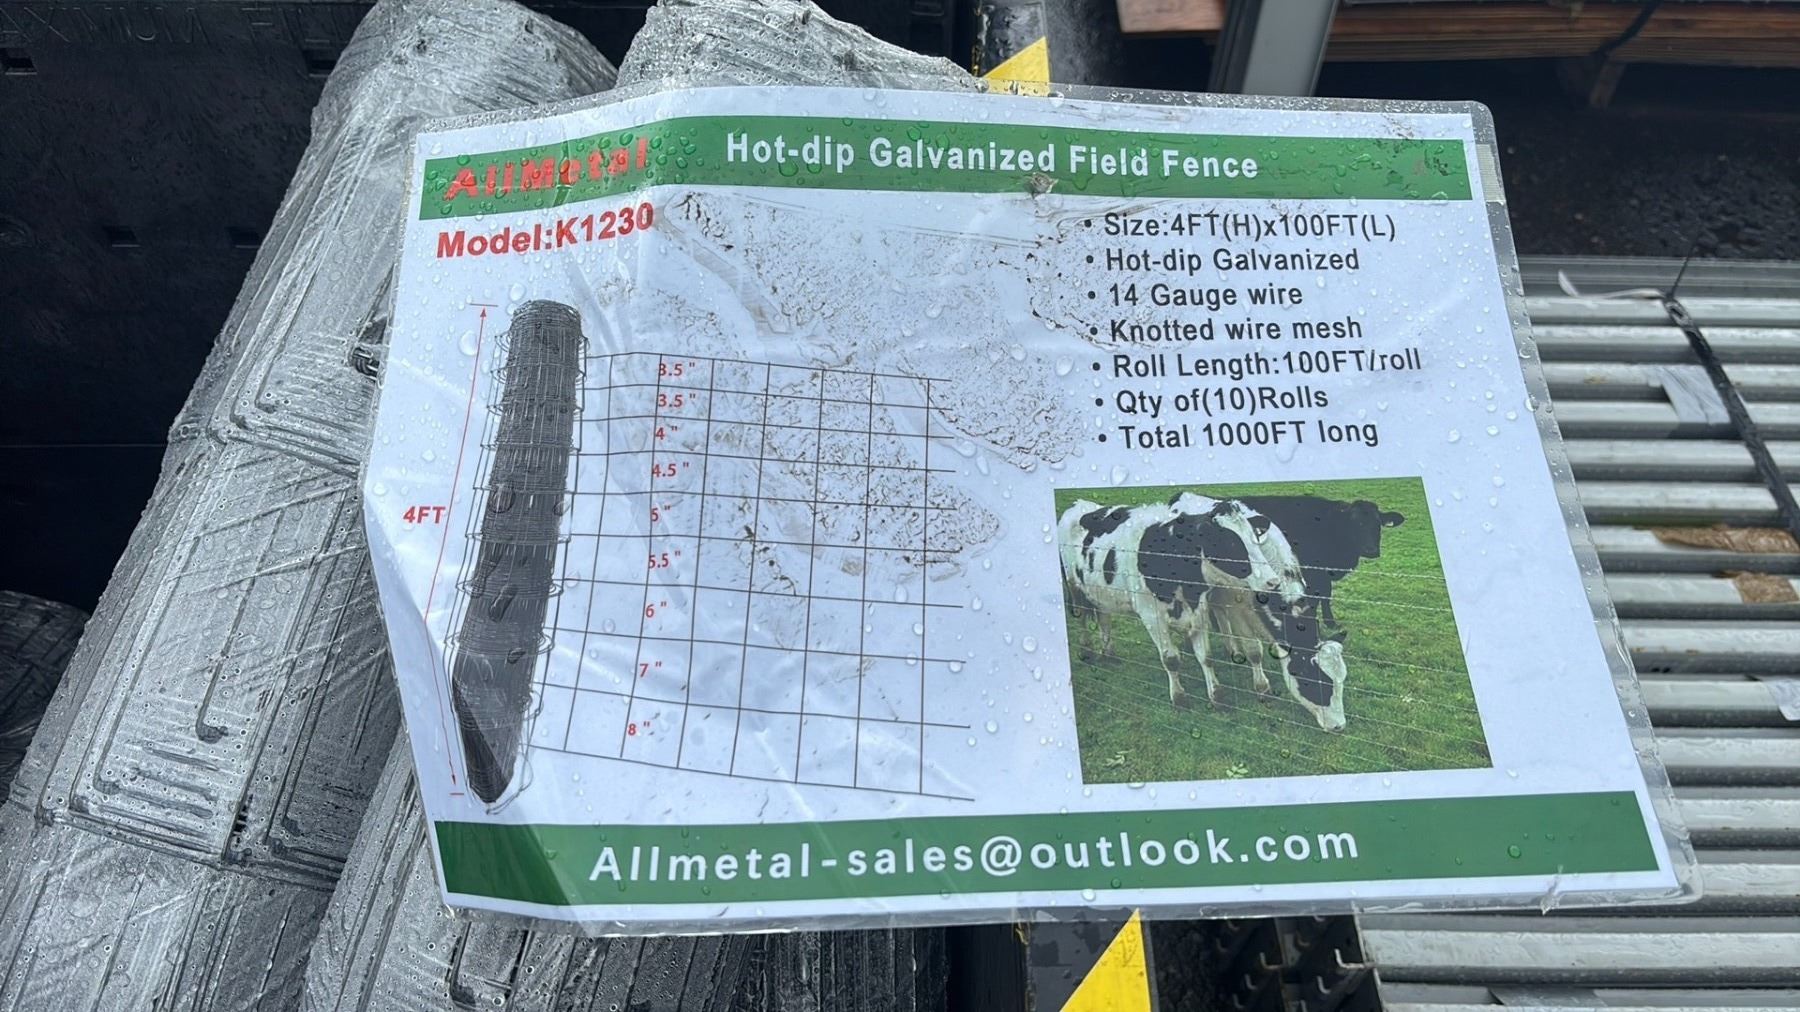 AllMetal
Hot-dip Galvanized Field Fence
Model:K1230
• Size:4FT(H)x100FT(L)
• Hot-dip Galvanized
• 14 Gauge wire
• Knotted wire mesh
• Roll Length:100FT/roll
• Qty of(10)Rolls
• Total 1000FT long
3.5 "
3.5 "
4 "
4.5 "
5 "
5.5 "
6 "
7 "
8 "
4FT
Allmetal-sales@outlook.com